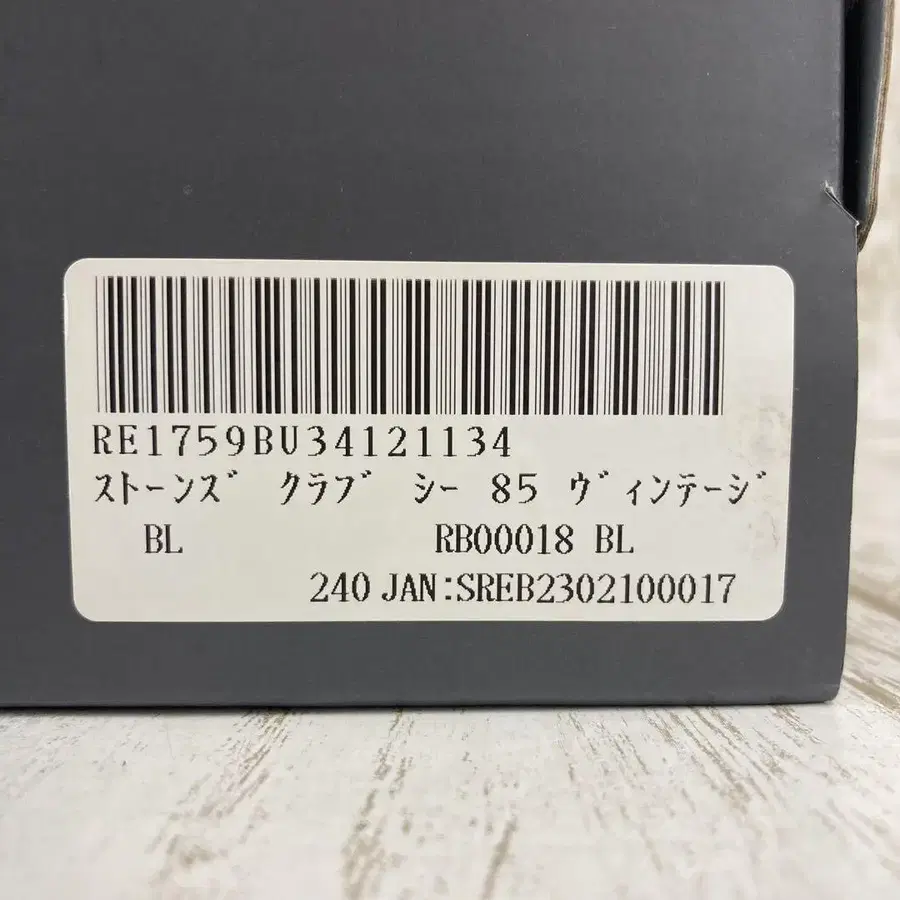 RE1759BU34121134
ｽﾄｰﾝｽﾞ ｸﾗﾌﾞ ｼｰ 85 ｳﾞｨﾝﾃｰｼﾞ
BL RB00018 BL
240 JAN:SREB2302100017